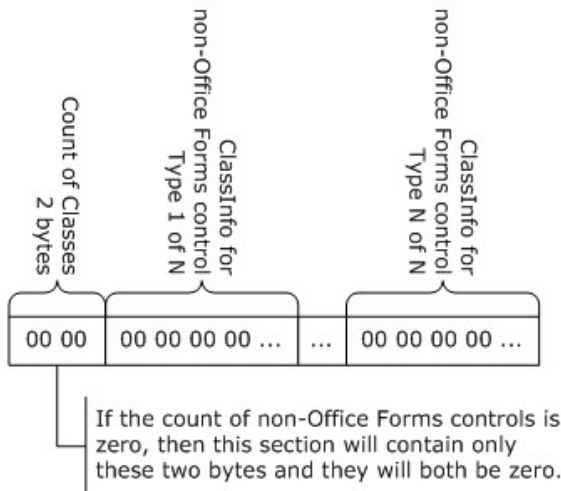 Count of Classes
2 bytes
ClassInfo for
non-Office Forms control
Type 1 of N
ClassInfo for
non-Office Forms control
Type N of N
00 00
00 00 00 00 ...
...
00 00 00 00 ...
If the count of non-Office Forms controls is
zero, then this section will contain only
these two bytes and they will both be zero.